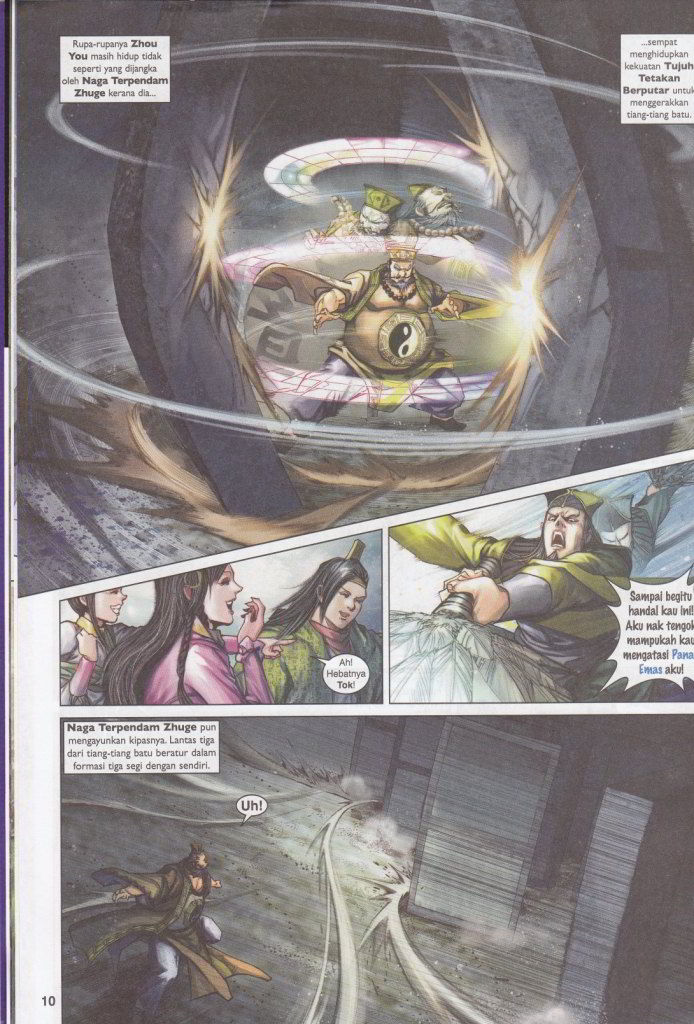 Rupa-rupanya Zhou
You masih hidup tidak
seperti yang dijangka
oleh Naga Terpendam
Zhuge kerana dia...
...sempat
menghidupkan
kekuatan Tujuh
Tetakan
Berputar untuk
menggerakkan
tiang-tiang batu.
Ah!
Hebatnya
Tok!
Sampai begitu
handal kau ini!
Aku nak tengok
mampukah kau
mengatasi
Emas aku!
Naga Terpendam Zhuge pun
mengayunkan kipasnya. Lantas tiga
dari tiang-tiang batu beratur dalam
formasi tiga segi dengan sendiri.
Uh!
10